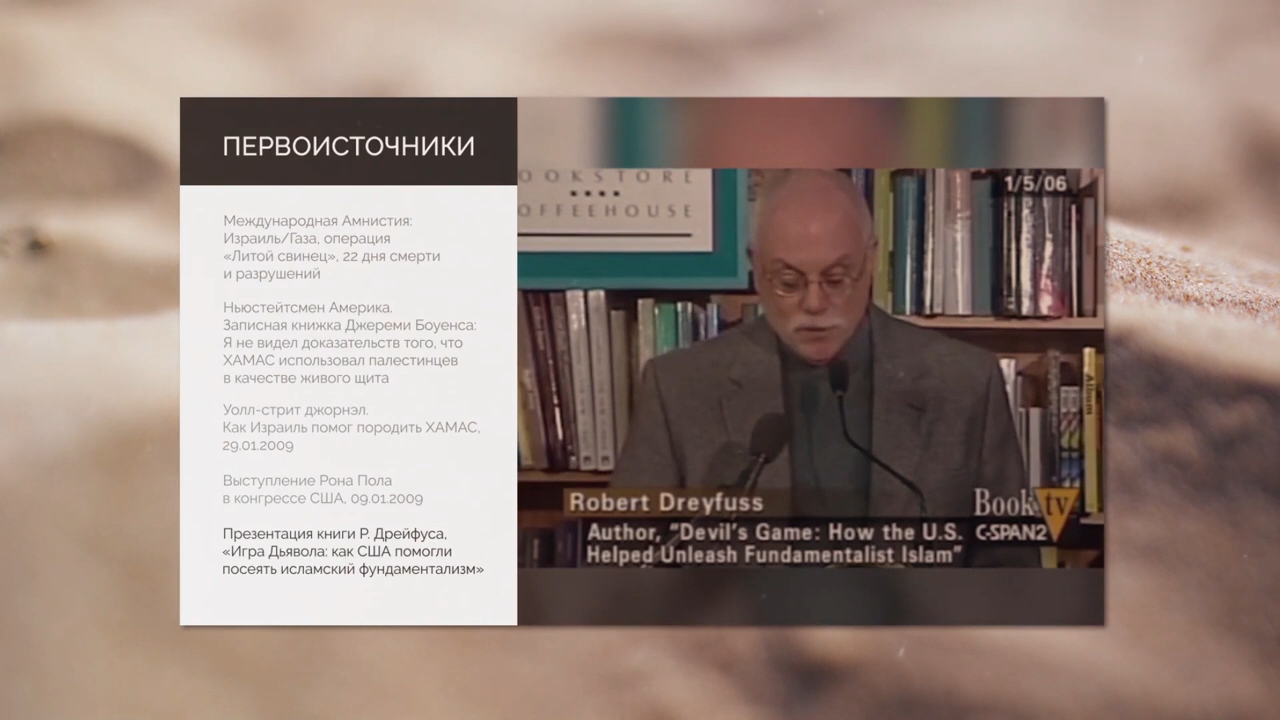 ПЕРВОИСТОЧНИКИ
Международная Амнистия:
Израиль/Газа, операция
«Литой свинец», 22 дня смерти
и разрушений
Ньюстейтсмен Америка.
Записная книжка Джереми Боуенса:
Я не видел доказательств того, что
ХАМАС использовал палестинцев
в качестве живого щита
Уолл-стрит джорнэл.
Как Израиль помог породить ХАМАС,
29.01.2009
Выступление Рона Пола
в конгрессе США, 09.01.2009
Презентация книги Р. Дрейфуса,
«Игра Дьявола: как США помогли
посеять исламский фундаментализм»
OOKSTORE
OFFEEHOUSE
1/5/06
Album
Robert Dreyfuss
Author, "Devil's Game: How the U.S.
Helped Unleash Fundamentalist Islam"
Book tv
C-SPAN2